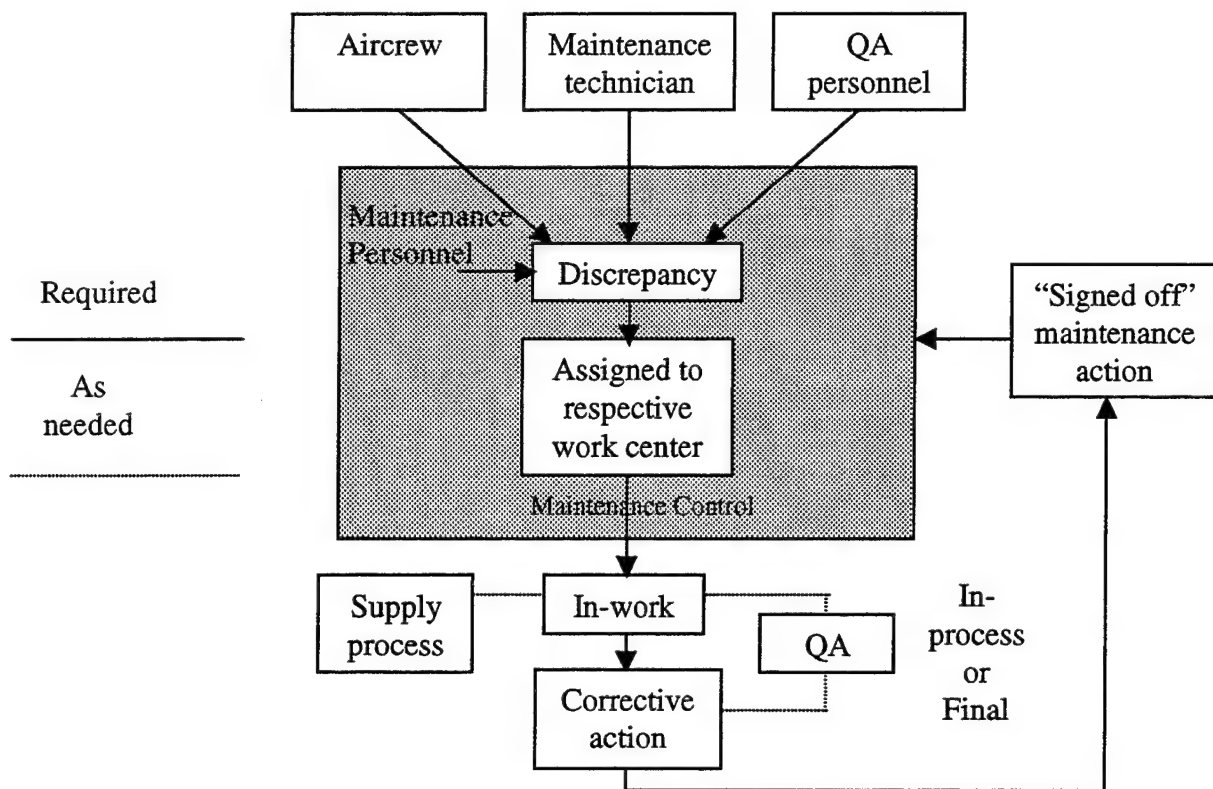 Aircrew
Maintenance
technician
QA
personnel
Maintenance
Personnel
Discrepancy
Required
As
needed
Assigned to
respective
work center
Maintenance Control
“Signed off”
maintenance
action
Supply
process
In-work
QA
In-
process
or
Final
Corrective
action